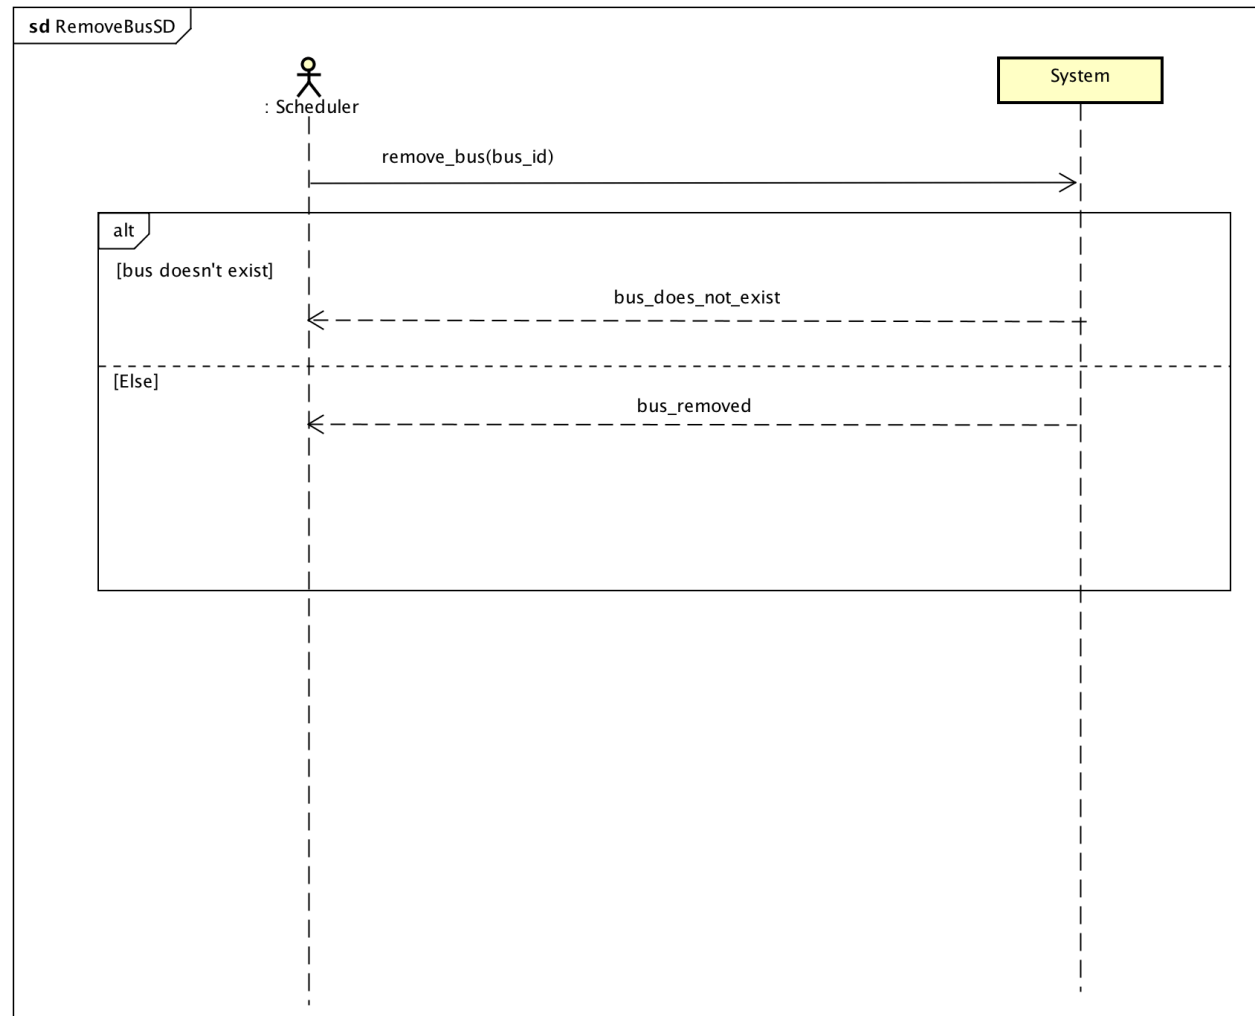 sd RemoveBusSD
: Scheduler
System
remove_bus(bus_id)
alt
[bus doesn't exist]
bus_does_not_exist
[Else]
bus_removed